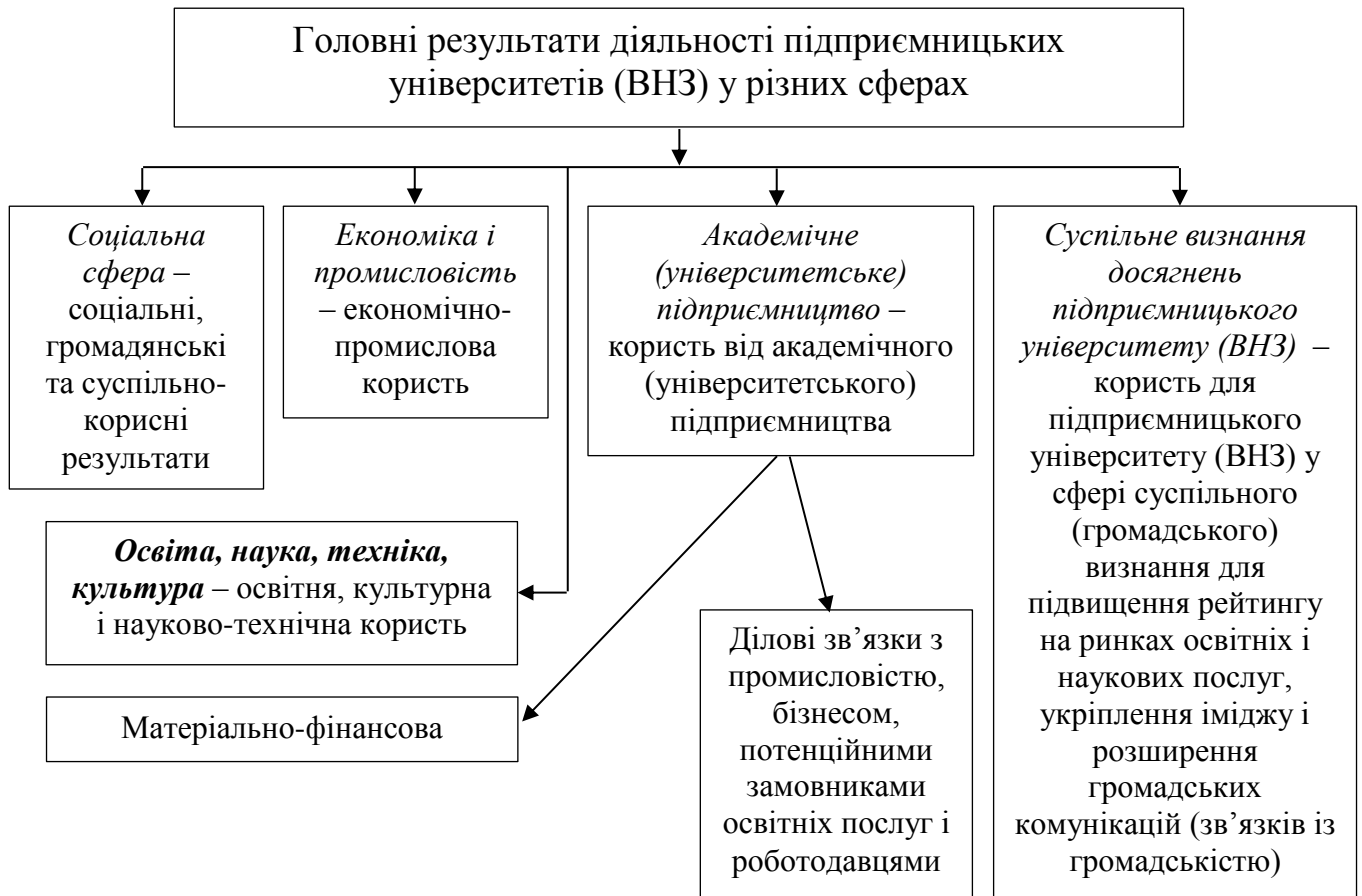 Головні результати діяльності підприємницьких
університетів (ВНЗ) у різних сферах
Соціальна
сфера –
соціальні,
громадянські
та суспільно-
корисні
результати
Економіка і
промисловість
– економічно-
промислова
користь
Академічне
(університетське)
підприємництво –
користь від академічного
(університетського)
підприємництва
Суспільне визнання
досягнень
підприємницького
університету (ВНЗ) –
користь для
підприємницького
університету (ВНЗ) у
сфері суспільного
(громадського)
визнання для
підвищення рейтингу
на ринках освітніх і
наукових послуг,
укріплення іміджу і
розширення
громадських
комунікацій (зв’язків із
громадськістю)
Освіта, наука, техніка,
культура – освітня, культурна
і науково-технічна користь
Матеріально-фінансова
Ділові зв’язки з
промисловістю,
бізнесом,
потенційними
замовниками
освітніх послуг і
роботодавцями